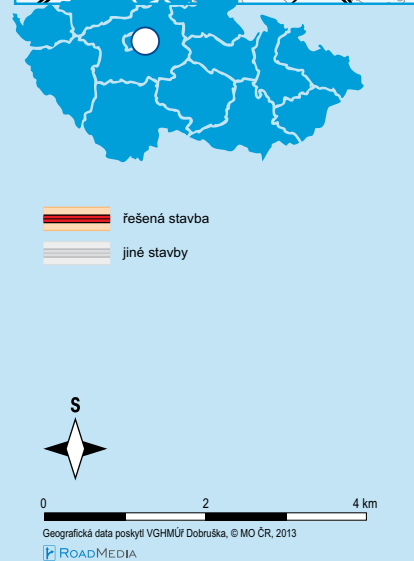 řešená stavba
jiné stavby
S
0 2 4 km
Geografická data poskytl VGHMÚř Dobruška, © MO ČR, 2013
ROADMEDIA